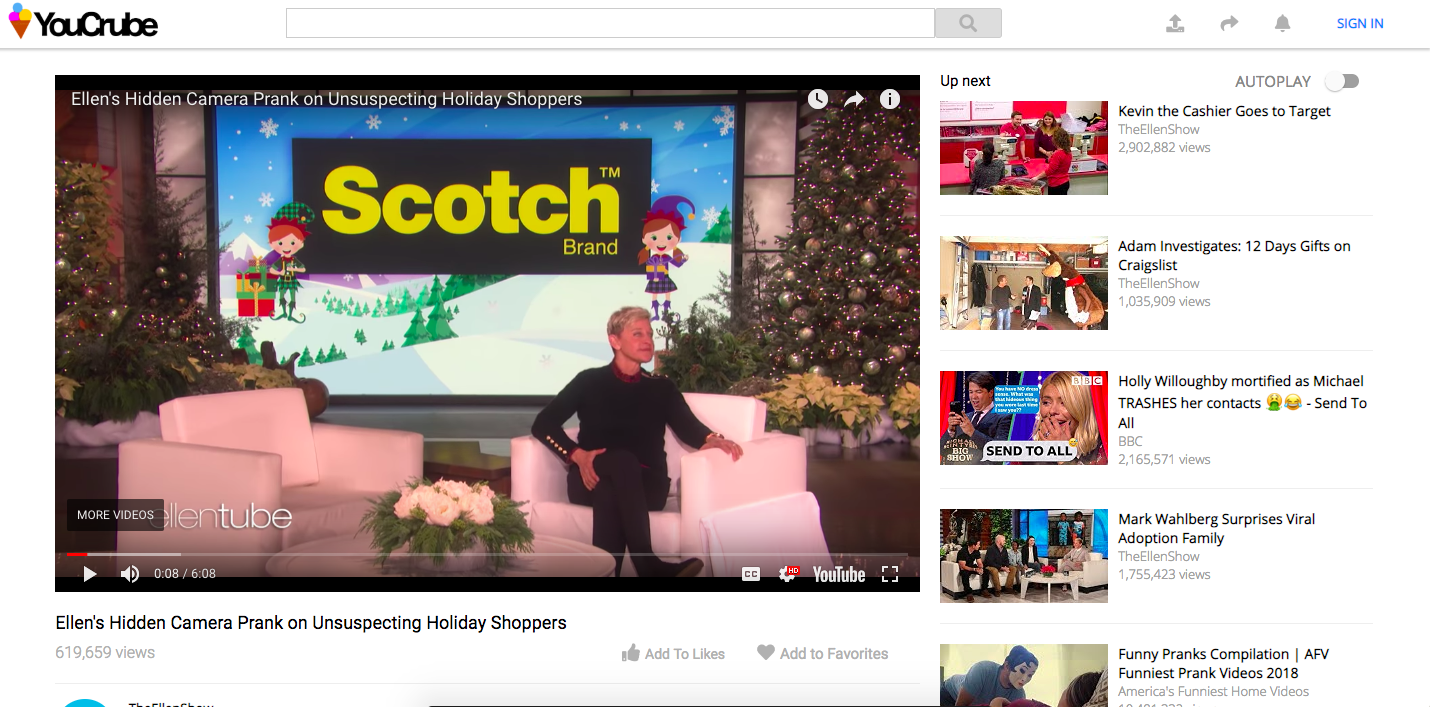 YouCrube
SIGN IN
Ellen's Hidden Camera Prank on Unsuspecting Holiday Shoppers
Scotch™
Brand
MORE VIDEOS
ellentube
0:08 / 6:08
CC
HD
YouTube
Ellen's Hidden Camera Prank on Unsuspecting Holiday Shoppers
619,659 views
Add To Likes
Add to Favorites
TheEllenShow
Up next
AUTOPLAY
Kevin the Cashier Goes to Target
TheEllenShow
2,902,882 views
Adam Investigates: 12 Days Gifts on
Craigslist
TheEllenShow
1,035,909 views
BBC
You have NO dress
sense. What was
that hideous thing
you wore last time
I saw you??
MICHAEL
McINTYRE'S
BIG
SHOW
SEND TO ALL
Holly Willoughby mortified as Michael
TRASHES her contacts 🤮😂 - Send To
All
BBC
2,165,571 views
Mark Wahlberg Surprises Viral
Adoption Family
TheEllenShow
1,755,423 views
Funny Pranks Compilation | AFV
Funniest Prank Videos 2018
America's Funniest Home Videos